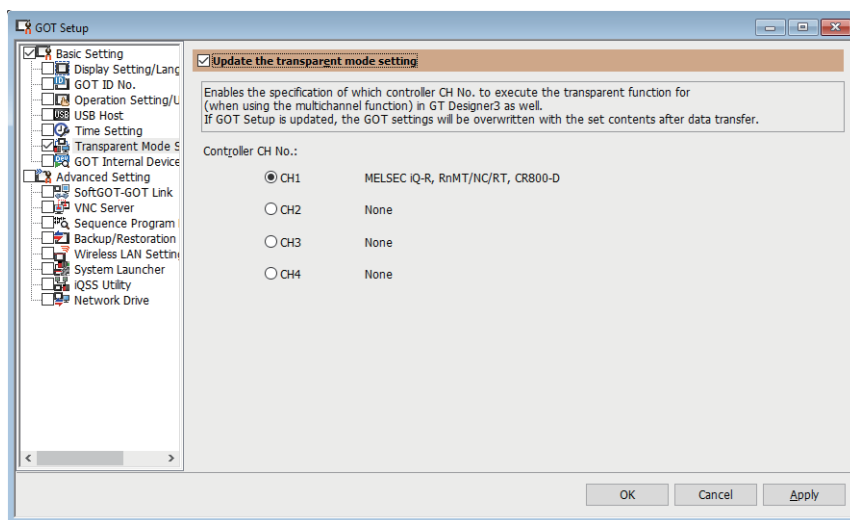 GOT Setup
Basic Setting
Display Setting/Lang
GOT ID No.
Operation Setting/U
USB Host
Time Setting
Transparent Mode S
GOT Internal Device
Advanced Setting
SoftGOT-GOT Link
VNC Server
Sequence Program
Backup/Restoration
Wireless LAN Setting
System Launcher
iQSS Utility
Network Drive
Update the transparent mode setting
Enables the specification of which controller CH No. to execute the transparent function for
(when using the multichannel function) in GT Designer3 as well.
If GOT Setup is updated, the GOT settings will be overwritten with the set contents after data transfer.
Controller CH No.:
CH1 MELSEC iQ-R, RnMT/NC/RT, CR800-D
CH2 None
CH3 None
CH4 None
OK Cancel Apply